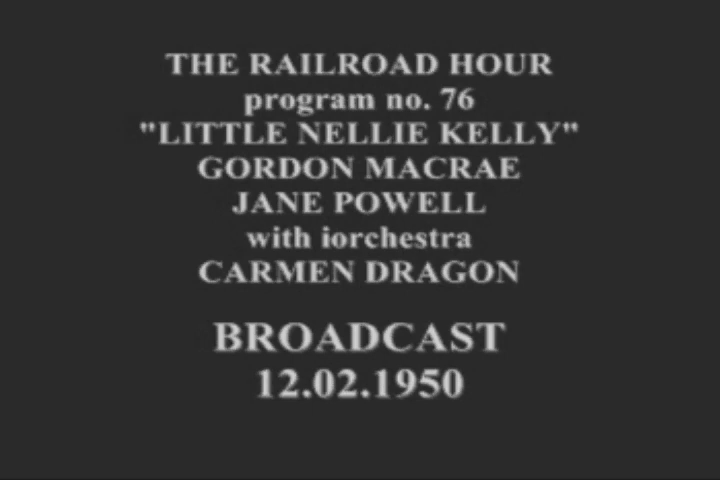 THE RAILROAD HOUR
program no. 76
"LITTLE NELLIE KELLY"
GORDON MACRAE
JANE POWELL
with iorchestra
CARMEN DRAGON
BROADCAST
12.02.1950